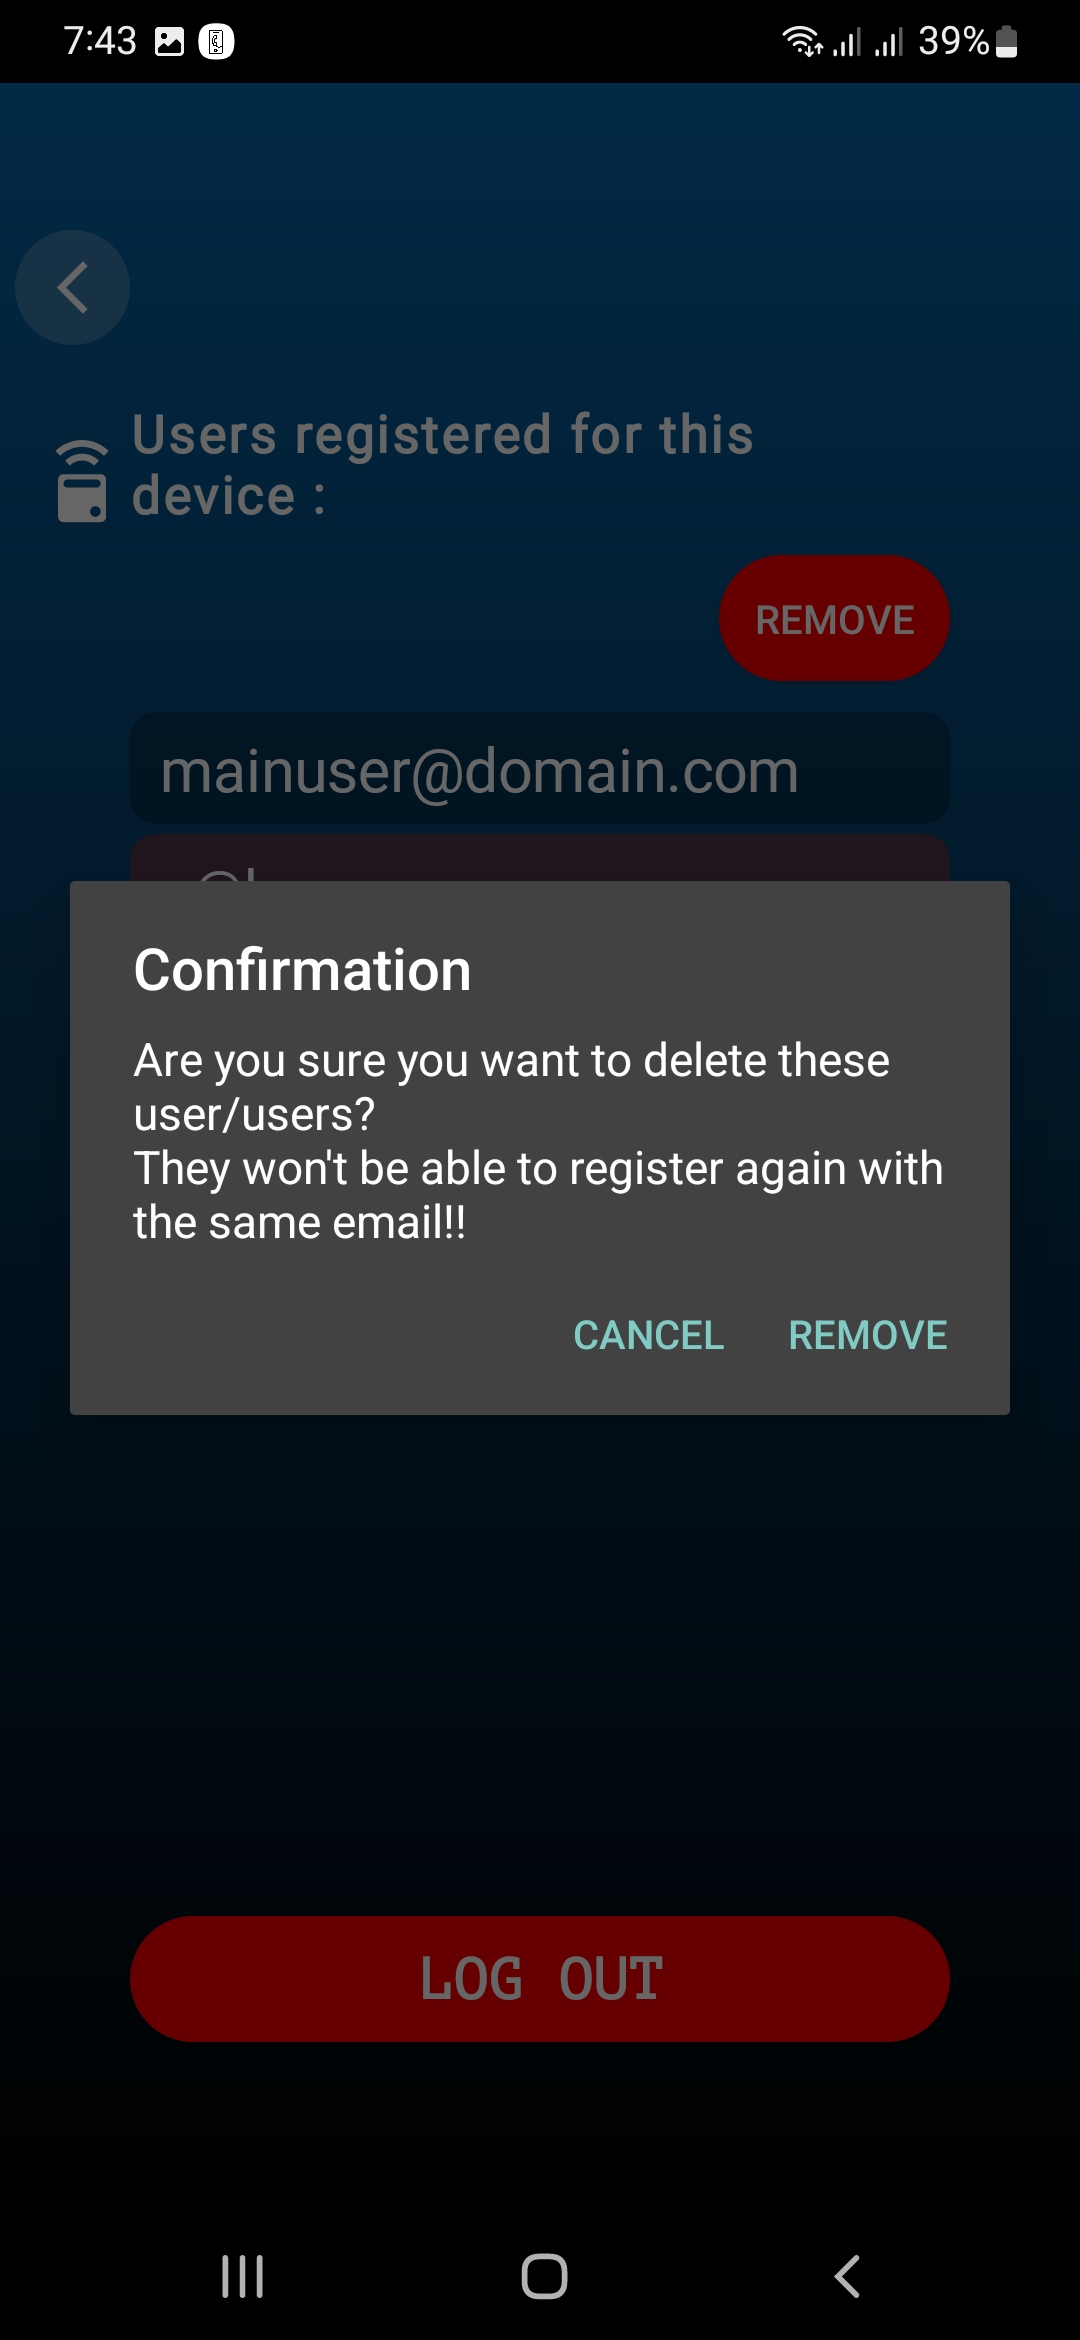 7:43
39%
Users registered for this
device :
REMOVE
mainuser@domain.com
Confirmation
Are you sure you want to delete these
user/users?
They won't be able to register again with
the same email!!
CANCEL REMOVE
LOG OUT